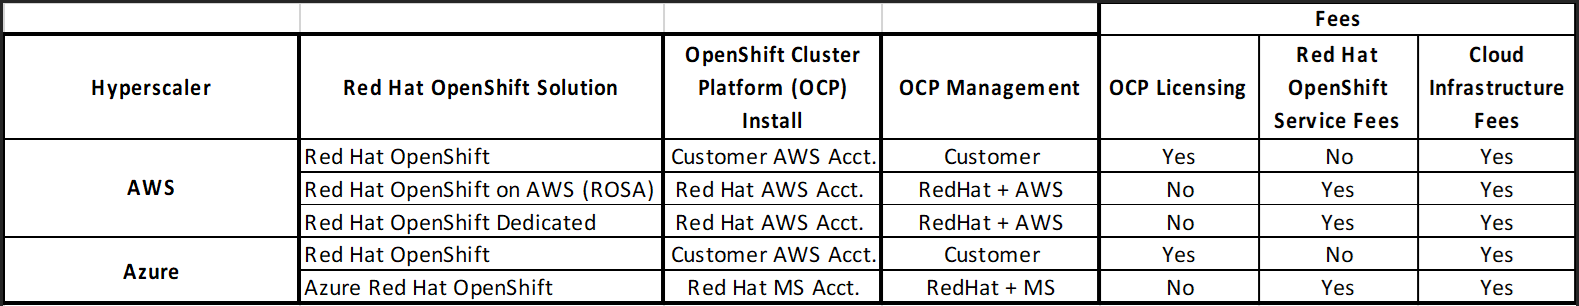 Fees
Hyperscaler
Red Hat OpenShift Solution
OpenShift Cluster
Platform (OCP)
Install
OCP Management
OCP Licensing
Red Hat
OpenShift
Service Fees
Cloud
Infrastructure
Fees
AWS
Red Hat OpenShift Customer AWS Acct. Customer Yes No Yes
Red Hat OpenShift on AWS (ROSA) Red Hat AWS Acct. RedHat + AWS No Yes Yes
Red Hat OpenShift Dedicated Red Hat AWS Acct. RedHat + AWS No Yes Yes
Azure
Red Hat OpenShift Customer AWS Acct. Customer Yes No Yes
Azure Red Hat OpenShift Red Hat MS Acct. RedHat + MS No Yes Yes